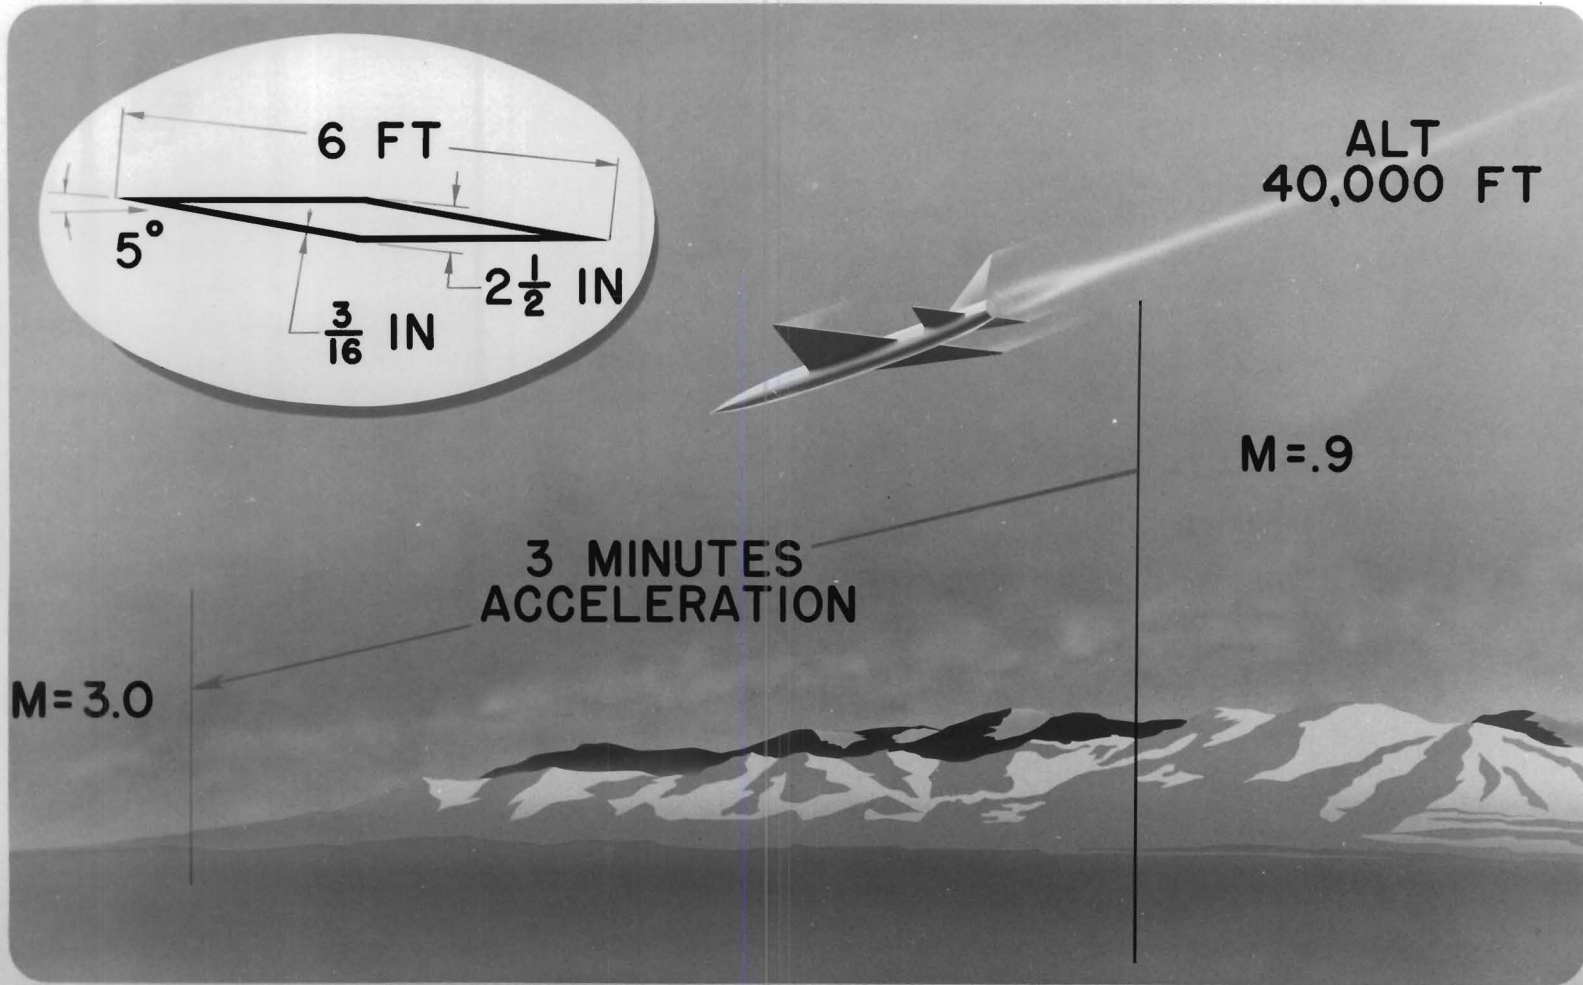 6 FT
5°
2 1/2 IN
3/16 IN
ALT
40,000 FT
M=.9
3 MINUTES
ACCELERATION
M=3.0